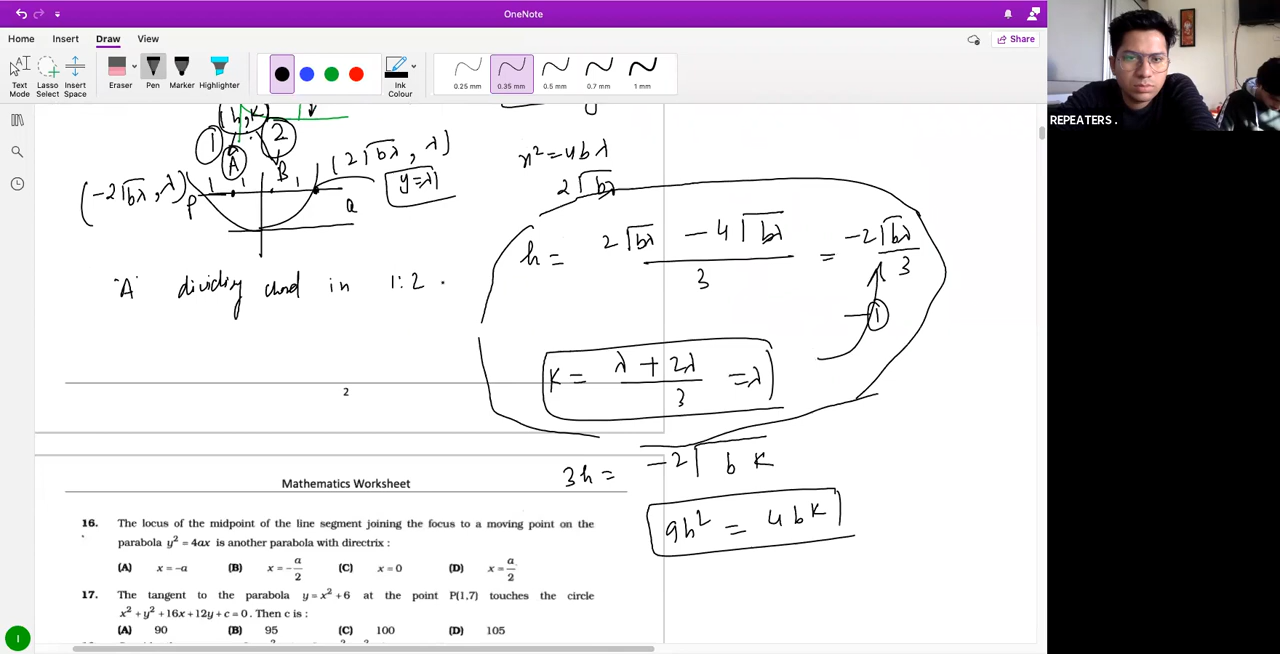 OneNote
Home Insert Draw View
Share
Text Mode
Lasso Select
Insert Space
Eraser
Pen
Marker
Highlighter
Ink Colour
0.25 mm
0.35 mm
0.5 mm
0.7 mm
1 mm
REPEATERS .
(h, k)
1 2
A B
(-2√bλ, λ) P
(2√bλ, λ)
y=λ
Q
x² = 4bλ
2√bλ
h = (2√bλ - 4√bλ)/3 = -2√bλ/3
-①
"A" dividing chord in 1:2 .
K = (λ + 2λ)/3 = λ
2
3h = -2√bK
9h² = 4bK
Mathematics Worksheet
16. The locus of the midpoint of the line segment joining the focus to a moving point on the
parabola y² = 4ax is another parabola with directrix :
(A) x = –a (B) x = –a/2 (C) x = 0 (D) x = a/2
17. The tangent to the parabola y = x² + 6 at the point P(1,7) touches the circle
x² + y² + 16x + 12y + c = 0 . Then c is :
(A) 90 (B) 95 (C) 100 (D) 105